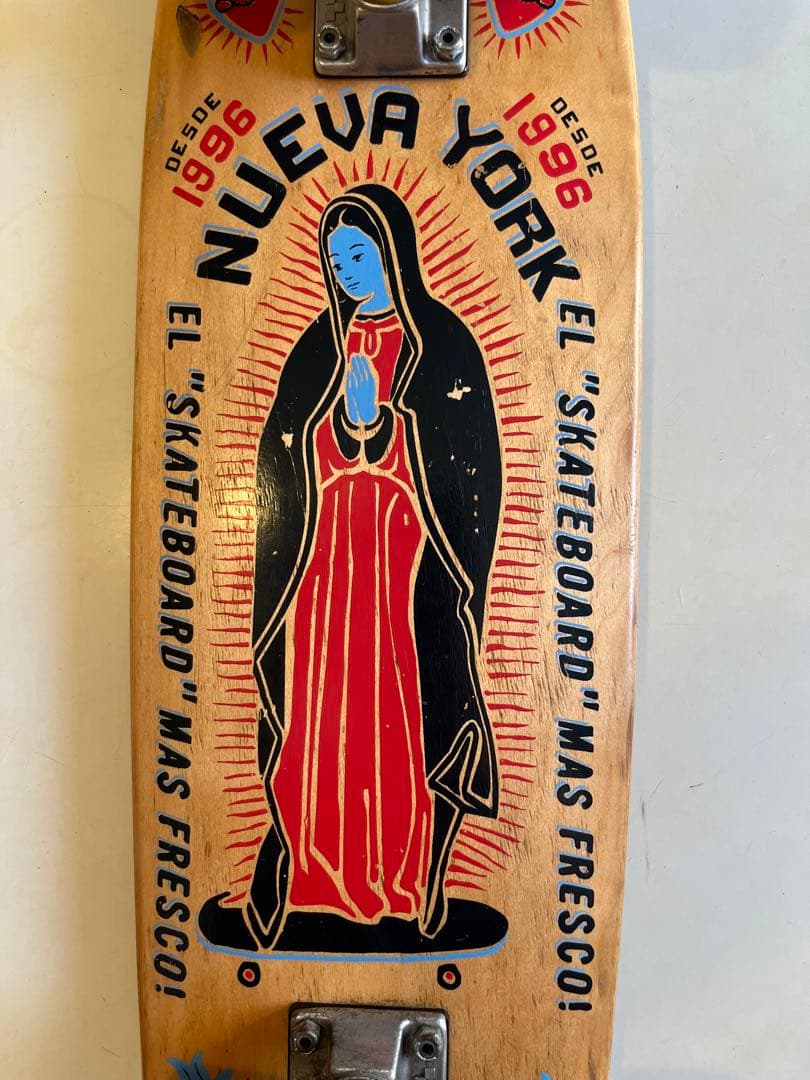 DESDE
1996
NUEVA YORK
DESDE
1996
EL "SKATEBOARD" MAS FRESCO!
EL "SKATEBOARD" MAS FRESCO!